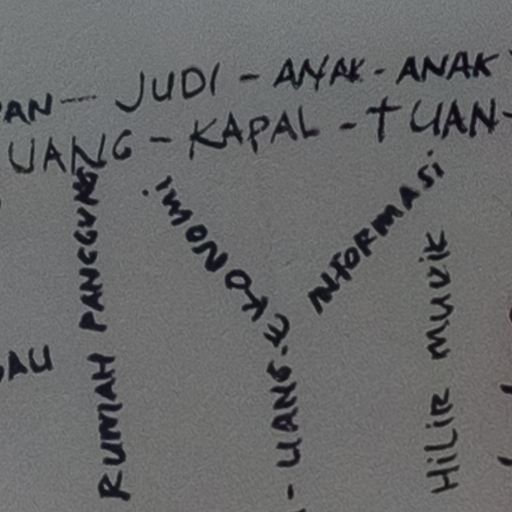 AN - JUDI - ANAK - ANAK
UANG - KAPAL - TUAN -
RUMAH PANGGUNG
EKONOMI
INFORMASI
HILIR MUDIK
- UANG -
AU